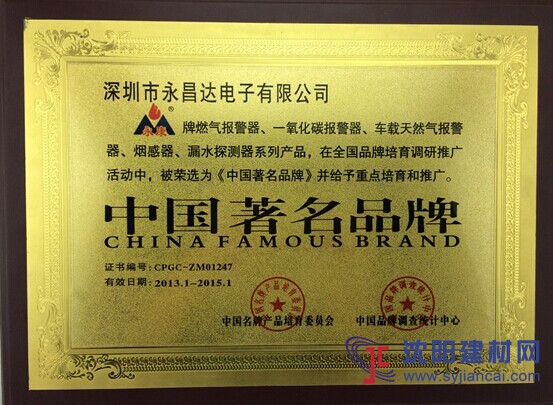 深圳市永昌达电子有限公司
永康® 牌燃气报警器、一氧化碳报警器、车载天然气报警
器、烟感器、漏水探测器系列产品，在全国品牌培育调研推广
活动中，被荣选为《中国著名品牌》并给予重点培育和推广。
中国著名品牌
CHINA FAMOUS BRAND
证书编号：CPGC-ZM01247
有效日期：2013.1-2015.1
中国名牌产品培育委员会 中国品牌调查统计中心
沈阳建材网
www.syjiancai.com